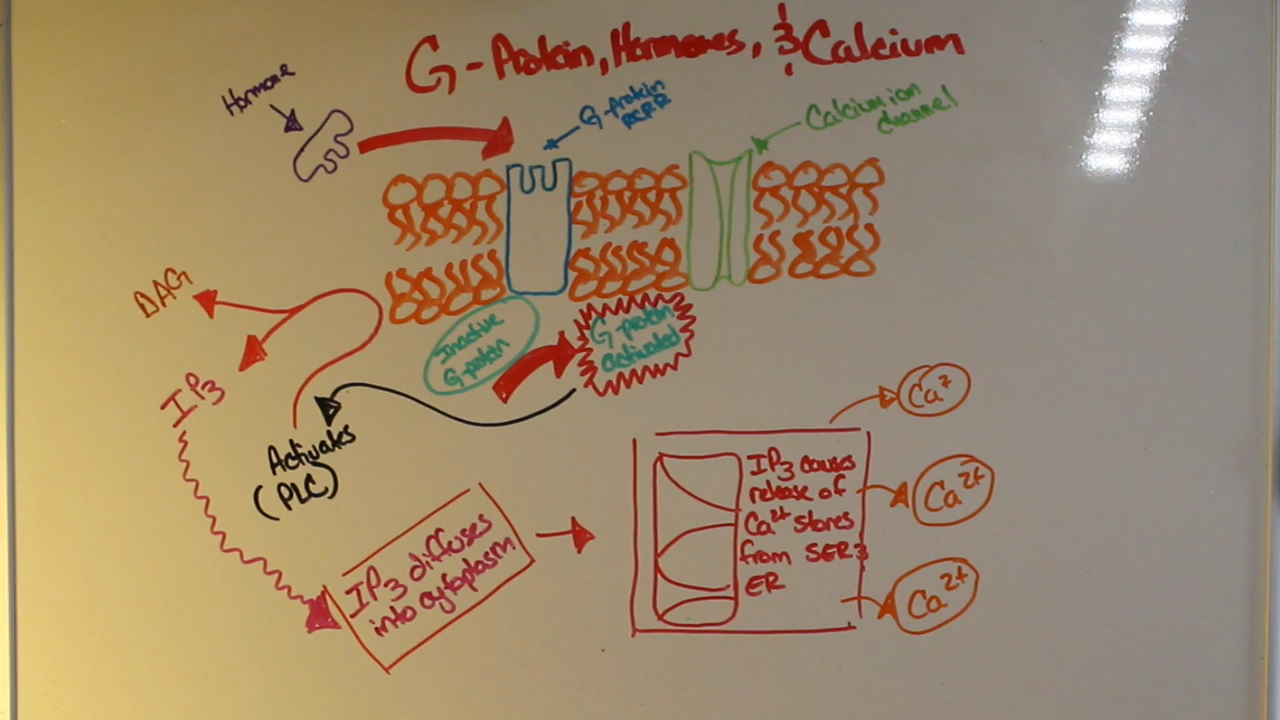 G-Protein, Hormones, & Calcium
Hormone
G-protein
Calcium ion
channel
DAG
Inactive
G-protein
G-protein
activated
IP3
Activates
(PLC)
IP3 diffuses
into cytoplasm
IP3 causes
release of
Ca2+ stores
from SER &
ER
Ca2+
Ca2+